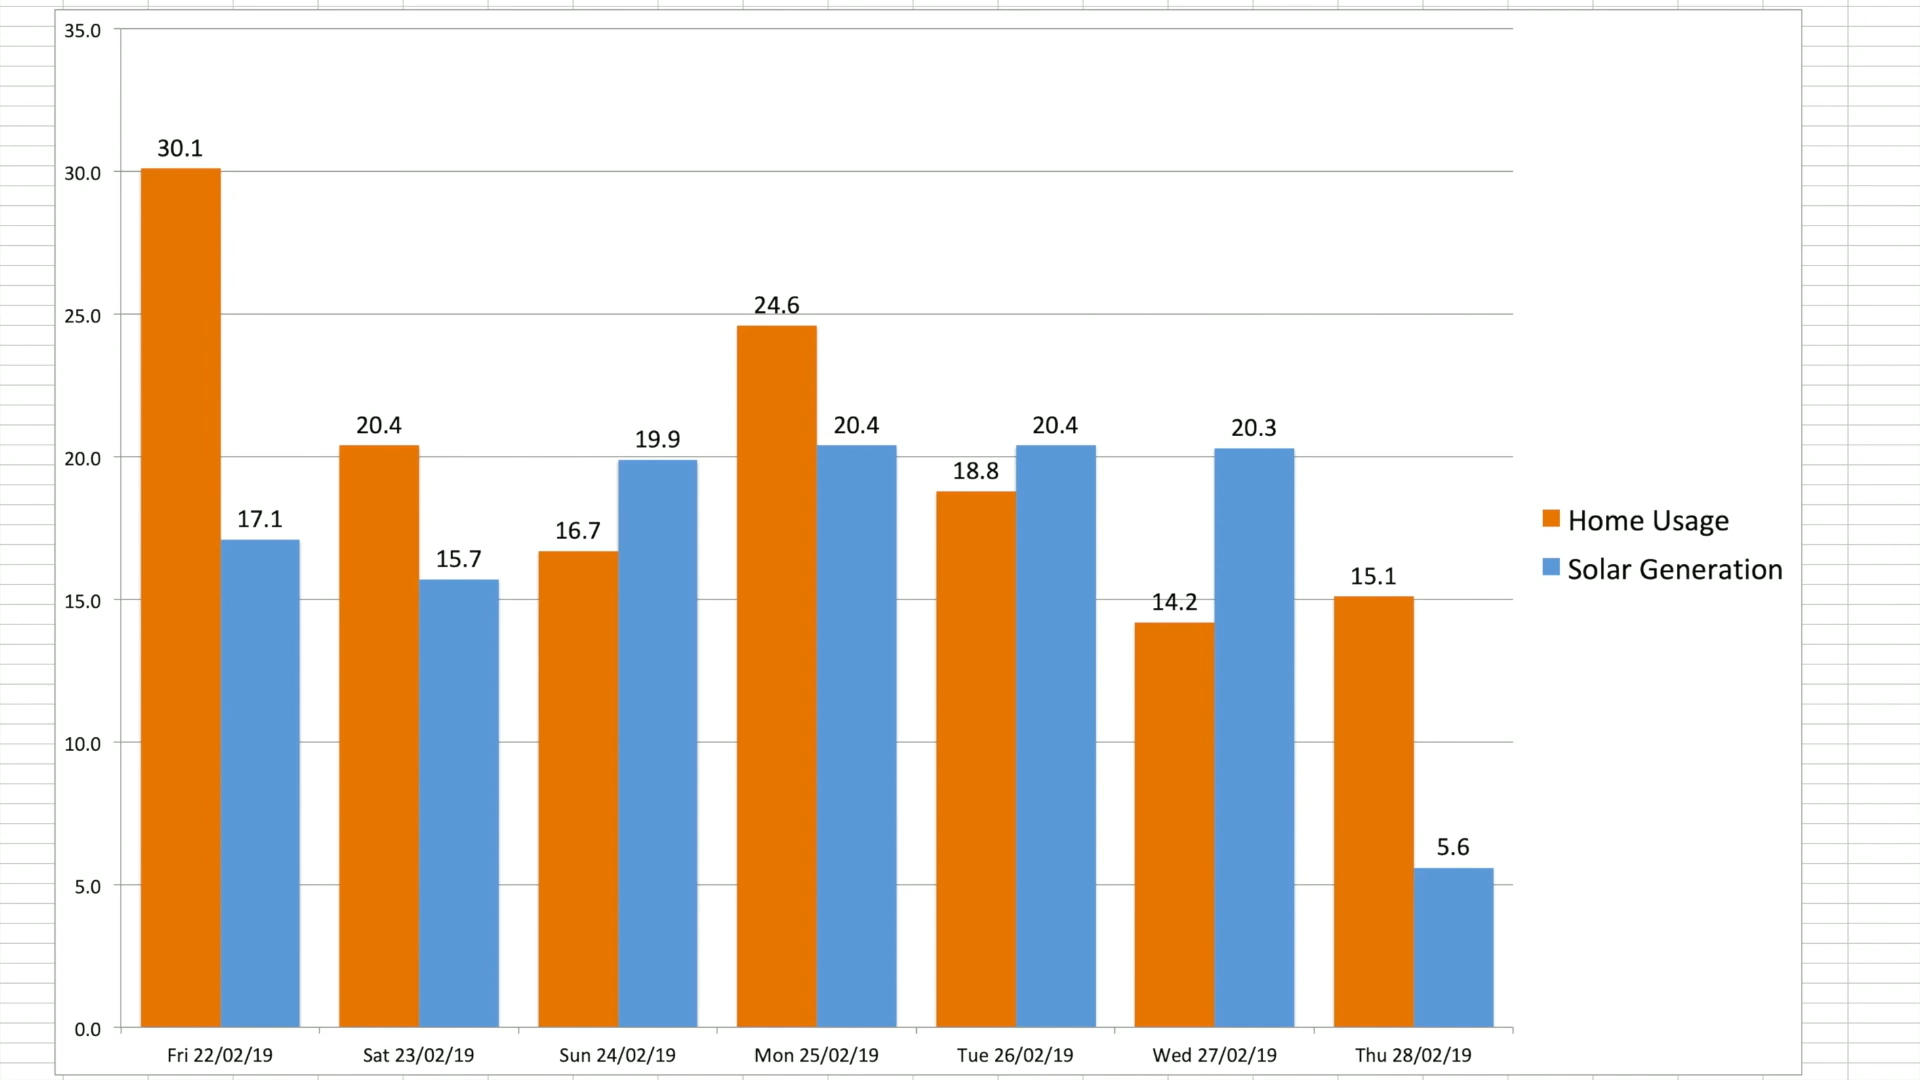 35.0
30.0
25.0
20.0
15.0
10.0
5.0
0.0
30.1
17.1
20.4
15.7
16.7
19.9
24.6
20.4
18.8
20.4
14.2
20.3
15.1
5.6
Fri 22/02/19
Sat 23/02/19
Sun 24/02/19
Mon 25/02/19
Tue 26/02/19
Wed 27/02/19
Thu 28/02/19
Home Usage
Solar Generation